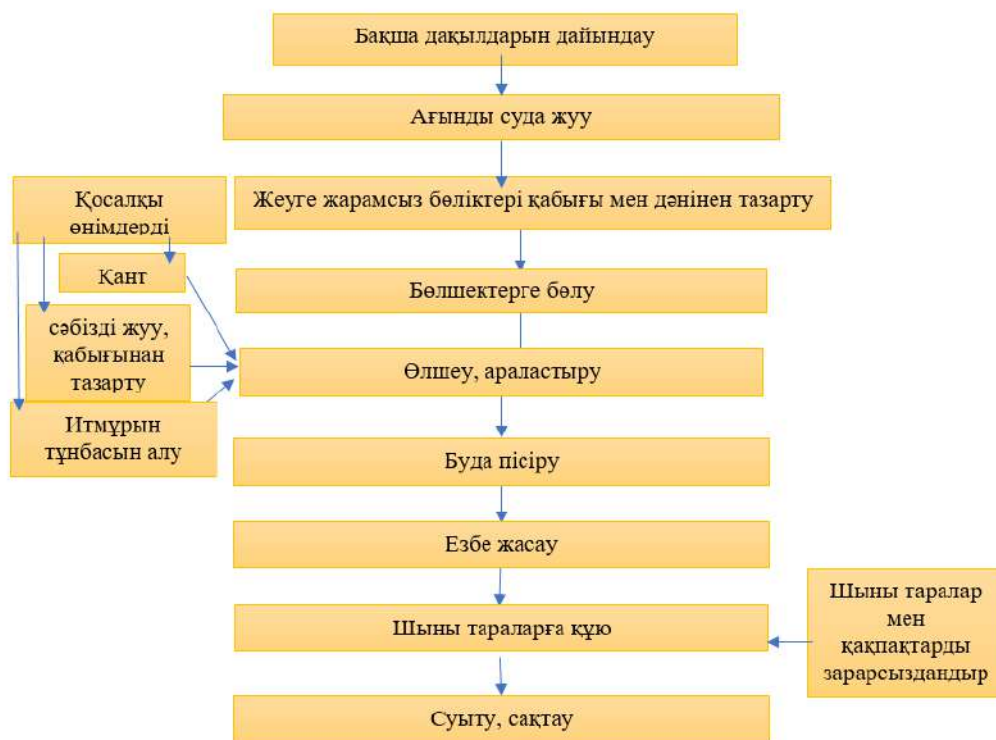 Бақша дақылдарын дайындау
Ағынды суда жуу
Жеуге жарамсыз бөліктері қабығы мен дәнінен тазарту
Қосалқы
өнімдерді
Қант
Бөлшектерге бөлу
сәбізді жуу,
қабығынан
тазарту
Өлшеу, араластыру
Итмұрын
тұнбасын алу
Буда пісіру
Езбе жасау
Шыны тараларға құю
Шыны таралар
мен
қақпақтарды
зарарсыздандыр
Суыту, сақтау